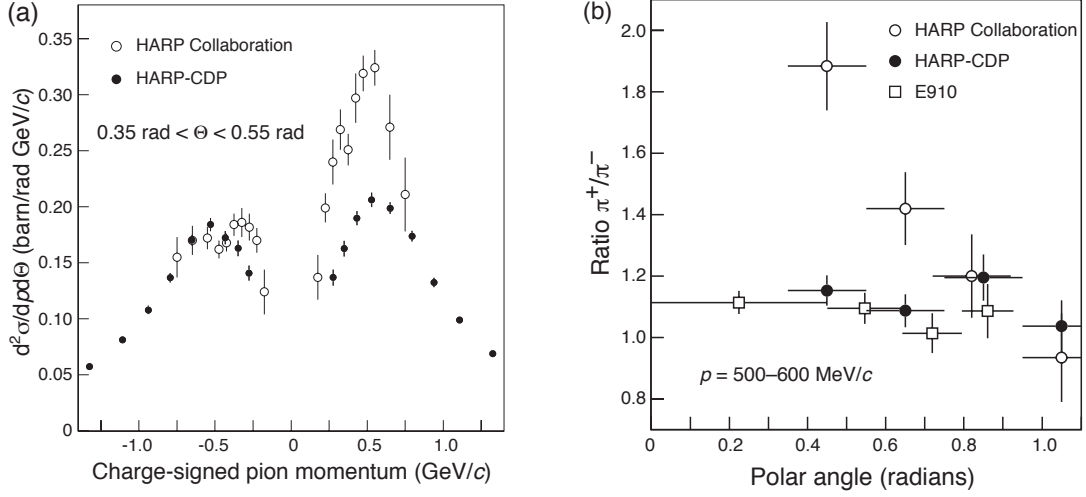 (a)
0.35
0.30
0.25
0.20
0.15
0.10
0.05
0
d²σ/dpdΘ (barn/rad GeV/c)
HARP Collaboration
HARP-CDP
0.35 rad < Θ < 0.55 rad
-1.0 -0.5 0 0.5 1.0
Charge-signed pion momentum (GeV/c)
(b)
2.0
1.8
1.6
1.4
1.2
1.0
0.8
Ratio π⁺/π⁻
HARP Collaboration
HARP-CDP
E910
p = 500–600 MeV/c
0 0.2 0.4 0.6 0.8 1.0
Polar angle (radians)